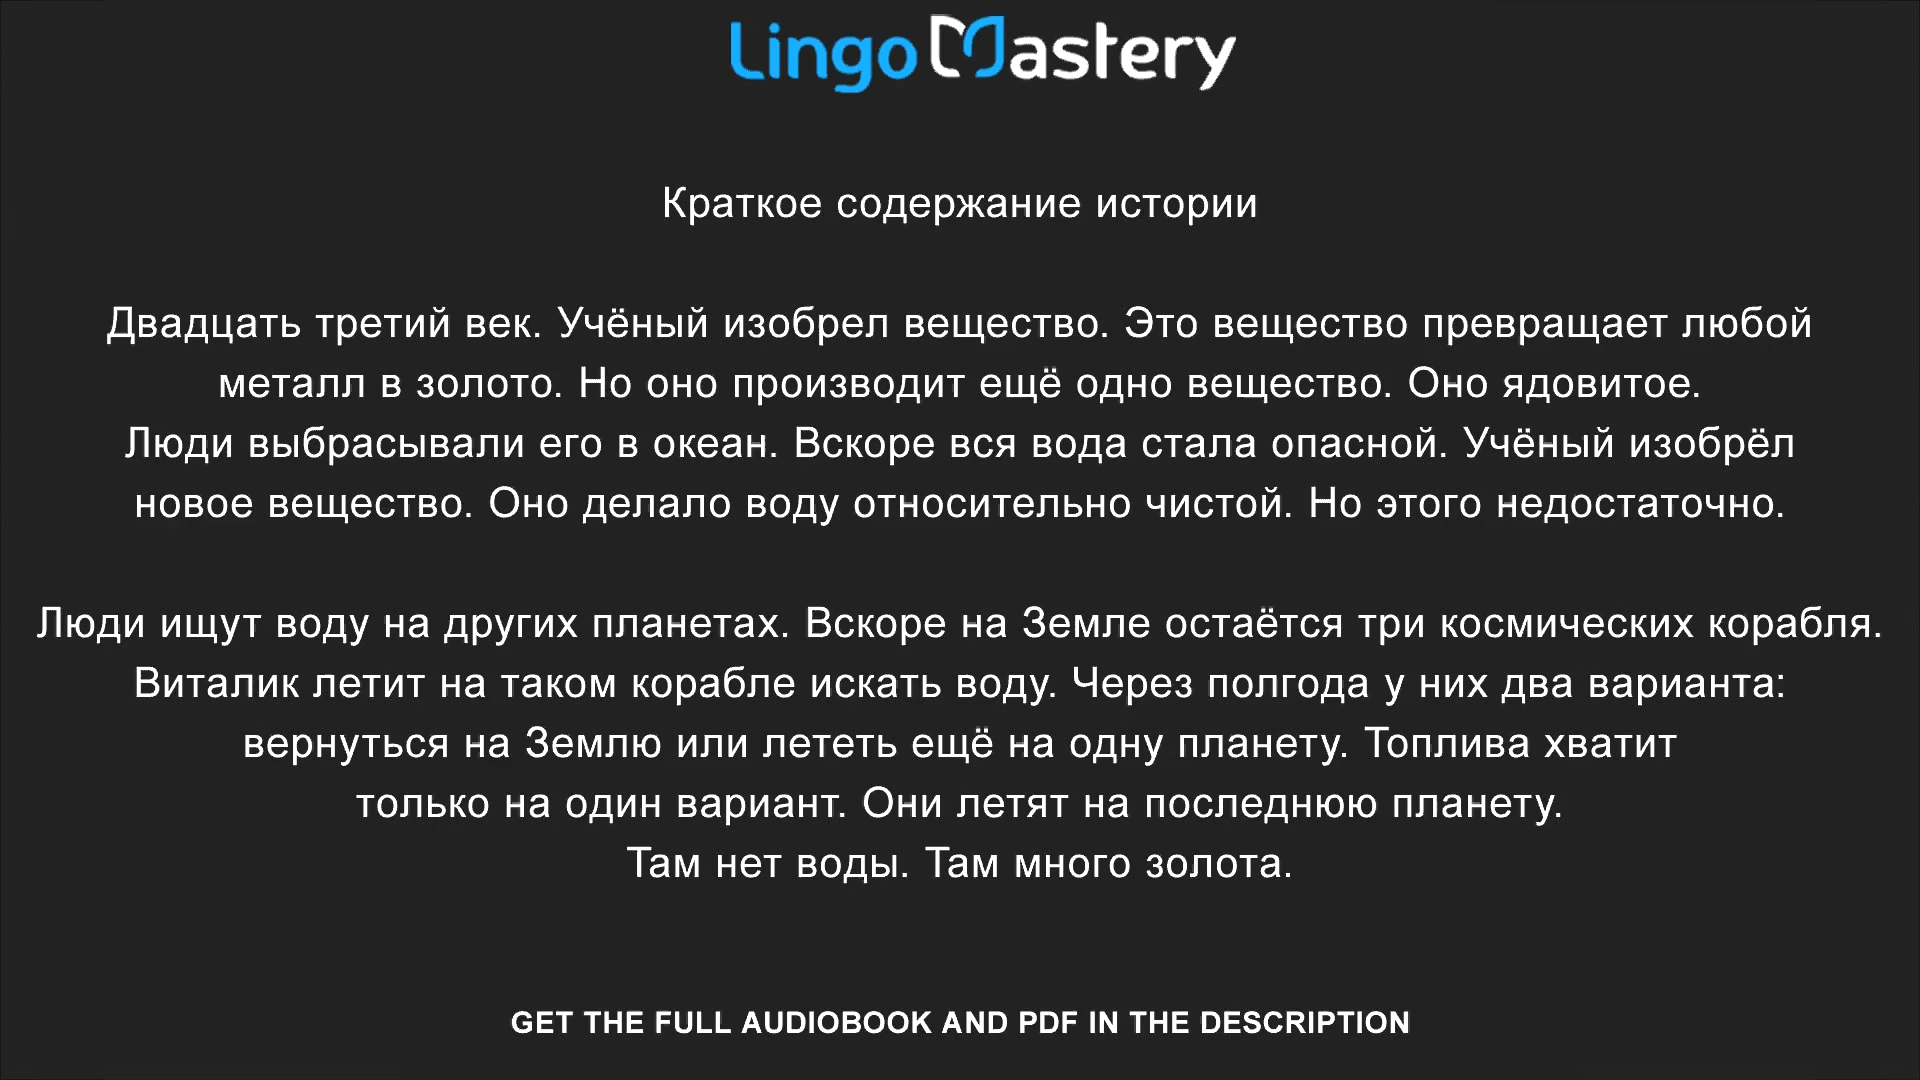 Lingo Mastery
Краткое содержание истории
Двадцать третий век. Учёный изобрел вещество. Это вещество превращает любой
металл в золото. Но оно производит ещё одно вещество. Оно ядовитое.
Люди выбрасывали его в океан. Вскоре вся вода стала опасной. Учёный изобрёл
новое вещество. Оно делало воду относительно чистой. Но этого недостаточно.
Люди ищут воду на других планетах. Вскоре на Земле остаётся три космических корабля.
Виталик летит на таком корабле искать воду. Через полгода у них два варианта:
вернуться на Землю или лететь ещё на одну планету. Топлива хватит
только на один вариант. Они летят на последнюю планету.
Там нет воды. Там много золота.
GET THE FULL AUDIOBOOK AND PDF IN THE DESCRIPTION